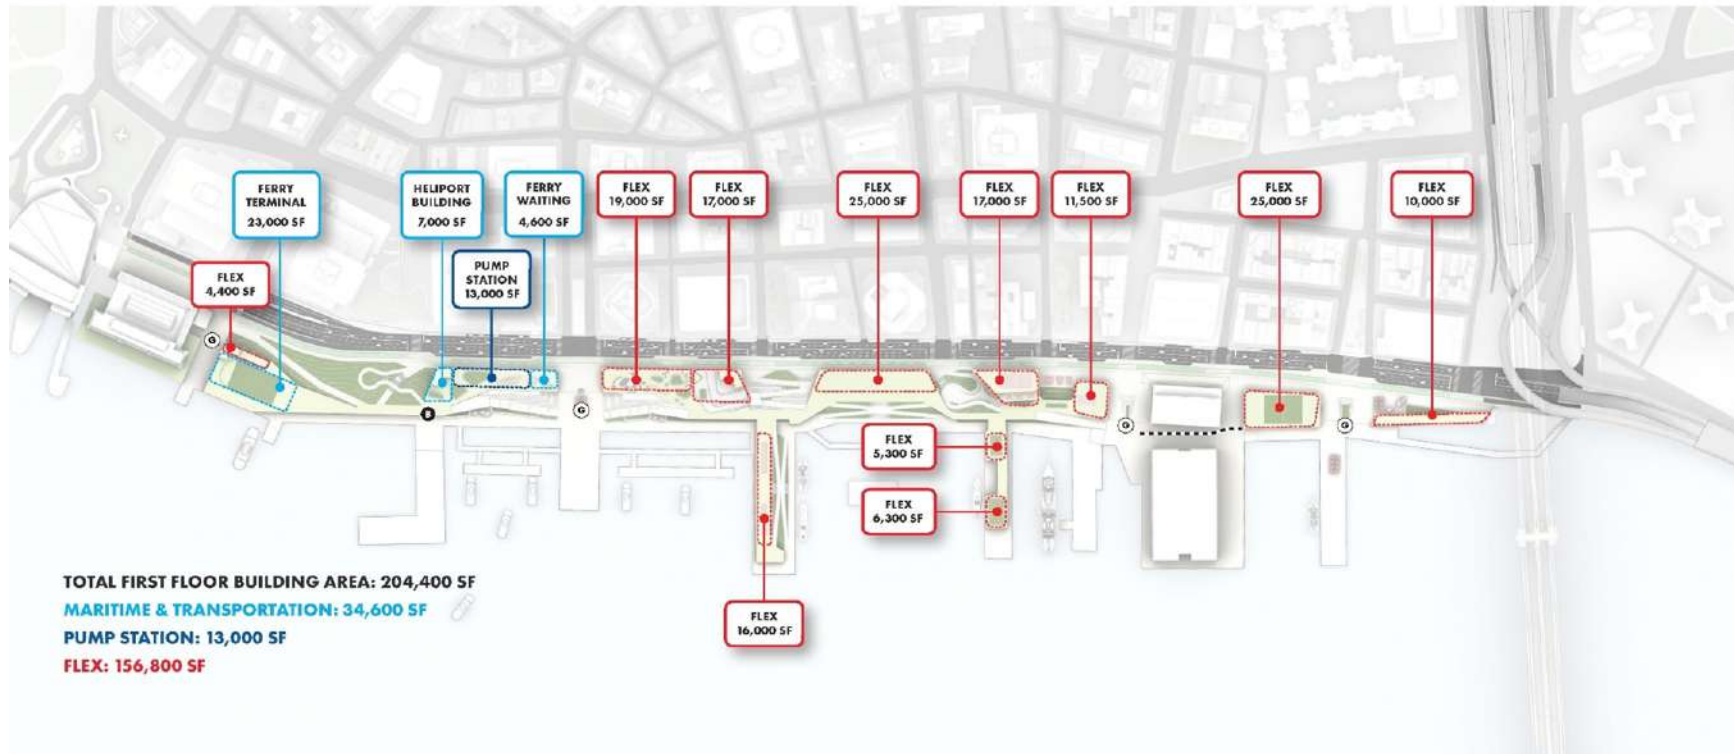 FERRY
TERMINAL
23,000 SF
HELIPORT
BUILDING
7,000 SF
FERRY
WAITING
4,600 SF
FLEX
19,000 SF
FLEX
17,000 SF
FLEX
25,000 SF
FLEX
17,000 SF
FLEX
11,500 SF
FLEX
25,000 SF
FLEX
10,000 SF
PUMP
STATION
13,000 SF
FLEX
4,400 SF
G
B
G
G
G
FLEX
5,300 SF
FLEX
6,300 SF
FLEX
16,000 SF
TOTAL FIRST FLOOR BUILDING AREA: 204,400 SF
MARITIME & TRANSPORTATION: 34,600 SF
PUMP STATION: 13,000 SF
FLEX: 156,800 SF